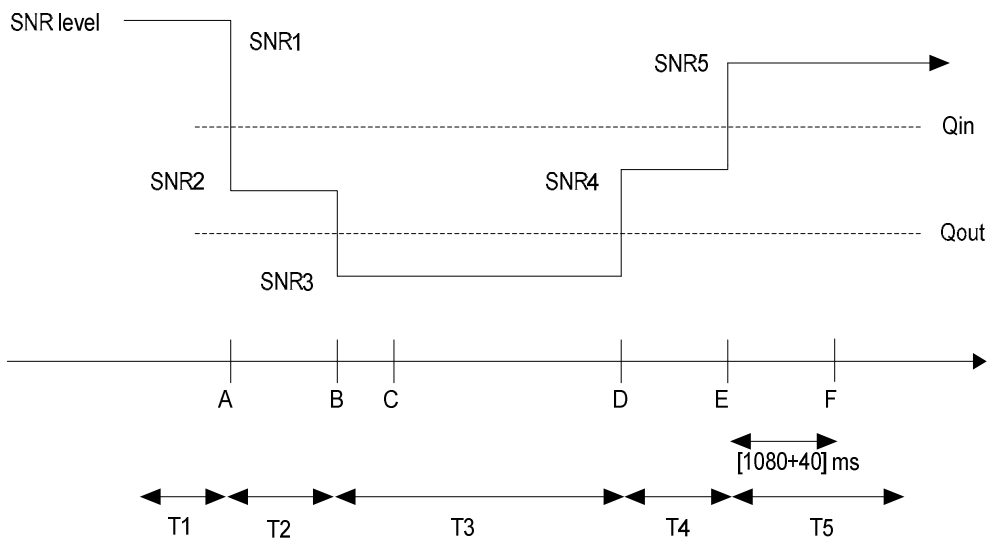 SNR level
SNR1
SNR5
Qin
SNR2
SNR4
Qout
SNR3
A B C D E F
[1080+40] ms
T1 T2 T3 T4 T5